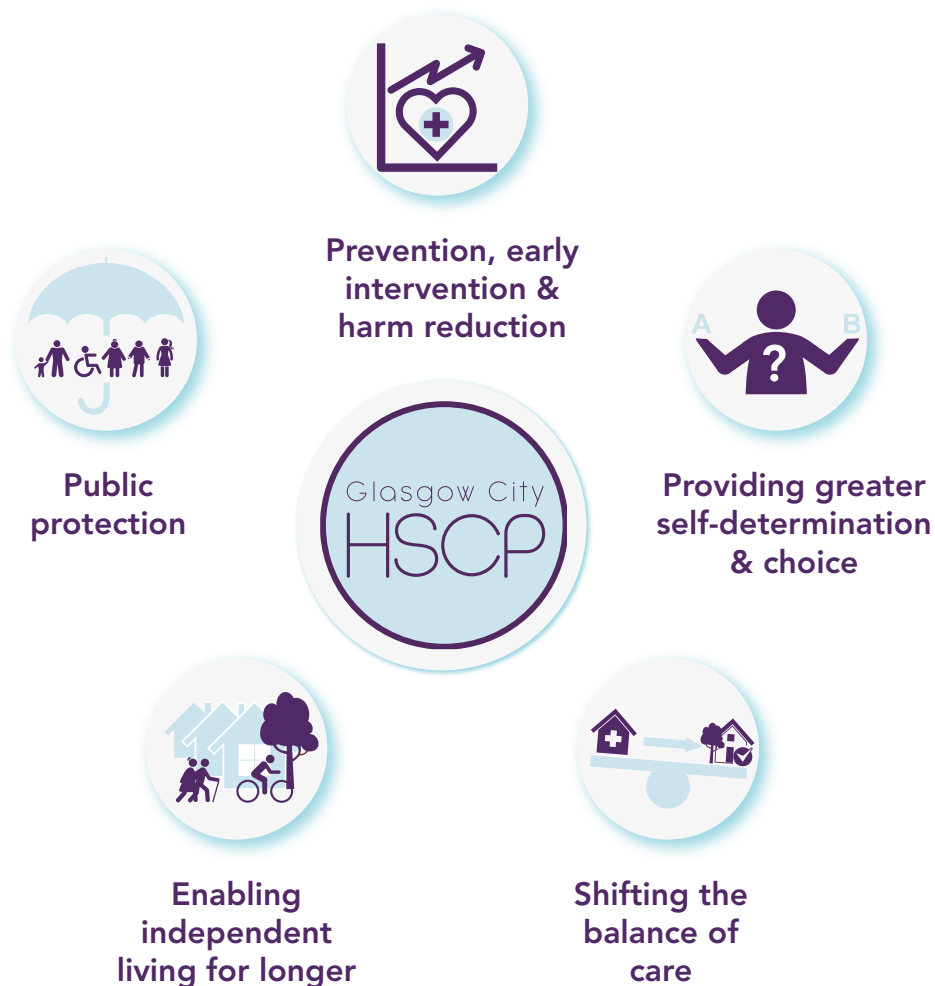 Prevention, early
intervention &
harm reduction
A
B
?
Public
protection
Providing greater
self-determination
& choice
Glasgow City
HSCP
Enabling
independent
living for longer
Shifting the
balance of
care